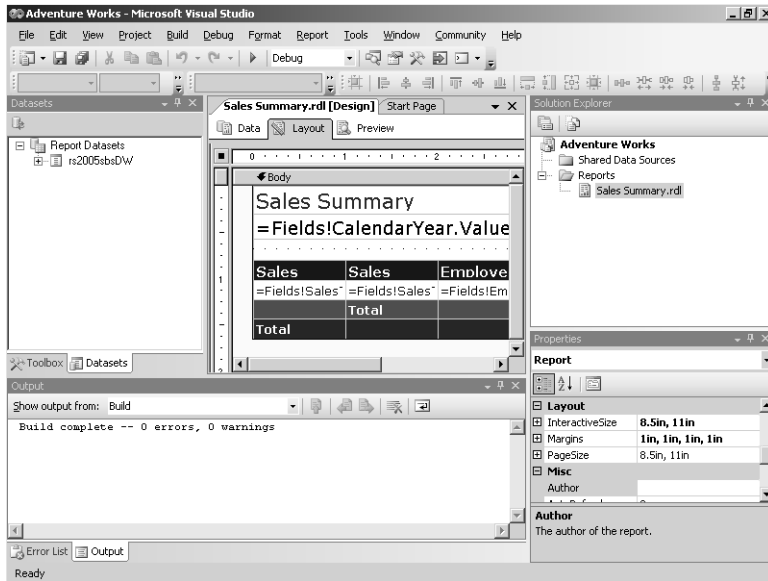 Adventure Works - Microsoft Visual Studio
File Edit View Project Build Debug Format Report Tools Window Community Help
Debug
Datasets
Report Datasets
rs2005sbsDW
Toolbox Datasets
Sales Summary.rdl [Design] Start Page
Data Layout Preview
0 1 2
Body
Sales Summary
=Fields!CalendarYear.Value
1
Sales Sales Employe
=Fields!Sales =Fields!Sales =Fields!Em
Total
Total
Solution Explorer
Adventure Works
Shared Data Sources
Reports
Sales Summary.rdl
Properties
Report
Layout
InteractiveSize 8.5in, 11in
Margins 1in, 1in, 1in, 1in
PageSize 8.5in, 11in
Misc
Author
Author
The author of the report.
Output
Show output from: Build
Build complete -- 0 errors, 0 warnings
Error List Output
Ready